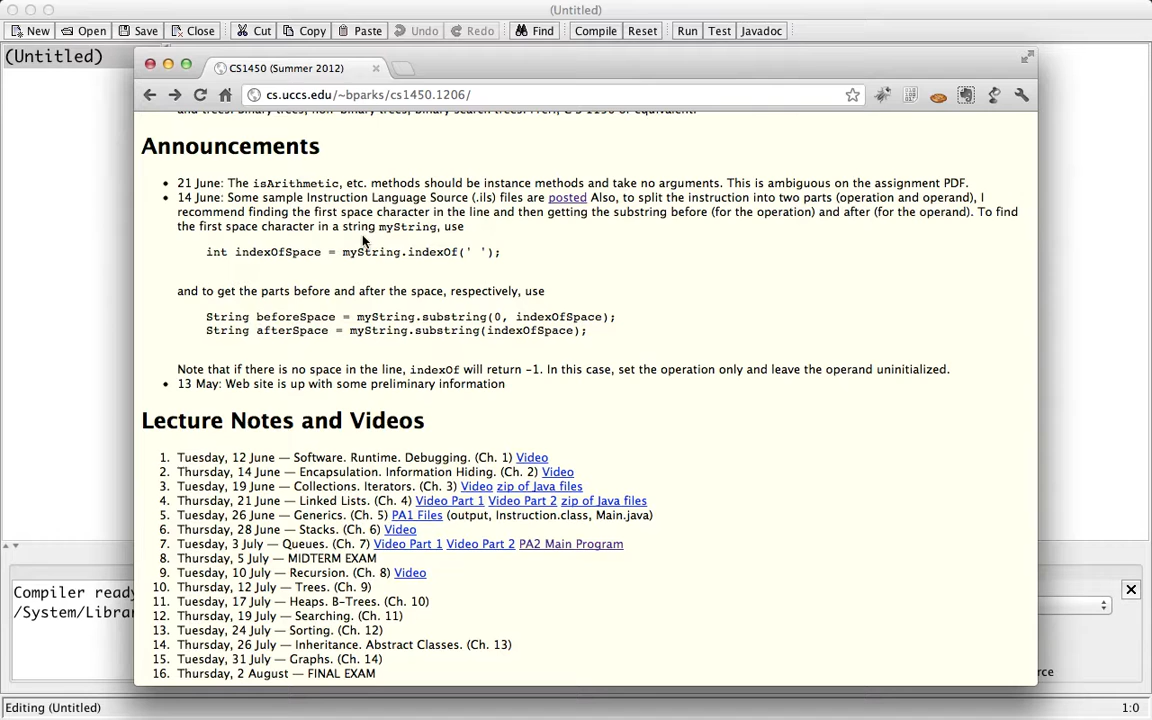 (Untitled)
New Open Save Close Cut Copy Paste Undo Redo Find Compile Reset Run Test Javadoc
(Untitled)
CS1450 (Summer 2012)
cs.uccs.edu/~bparks/cs1450.1206/
Announcements
• 21 June: The isArithmetic, etc. methods should be instance methods and take no arguments. This is ambiguous on the assignment PDF.
• 14 June: Some sample Instruction Language Source (.ils) files are posted Also, to split the instruction into two parts (operation and operand), I
recommend finding the first space character in the line and then getting the substring before (for the operation) and after (for the operand). To find
the first space character in a string myString, use
int indexOfSpace = myString.indexOf(' ');
and to get the parts before and after the space, respectively, use
String beforeSpace = myString.substring(0, indexOfSpace);
String afterSpace = myString.substring(indexOfSpace);
Note that if there is no space in the line, indexOf will return -1. In this case, set the operation only and leave the operand uninitialized.
• 13 May: Web site is up with some preliminary information
Lecture Notes and Videos
1. Tuesday, 12 June — Software. Runtime. Debugging. (Ch. 1) Video
2. Thursday, 14 June — Encapsulation. Information Hiding. (Ch. 2) Video
3. Tuesday, 19 June — Collections. Iterators. (Ch. 3) Video zip of Java files
4. Thursday, 21 June — Linked Lists. (Ch. 4) Video Part 1 Video Part 2 zip of Java files
5. Tuesday, 26 June — Generics. (Ch. 5) PA1 Files (output, Instruction.class, Main.java)
6. Thursday, 28 June — Stacks. (Ch. 6) Video
7. Tuesday, 3 July — Queues. (Ch. 7) Video Part 1 Video Part 2 PA2 Main Program
8. Thursday, 5 July — MIDTERM EXAM
9. Tuesday, 10 July — Recursion. (Ch. 8) Video
10. Thursday, 12 July — Trees. (Ch. 9)
11. Tuesday, 17 July — Heaps. B-Trees. (Ch. 10)
12. Thursday, 19 July — Searching. (Ch. 11)
13. Tuesday, 24 July — Sorting. (Ch. 12)
14. Thursday, 26 July — Inheritance. Abstract Classes. (Ch. 13)
15. Tuesday, 31 July — Graphs. (Ch. 14)
16. Thursday, 2 August — FINAL EXAM
Compiler ready
/System/Librar
rce
Editing (Untitled) 1:0